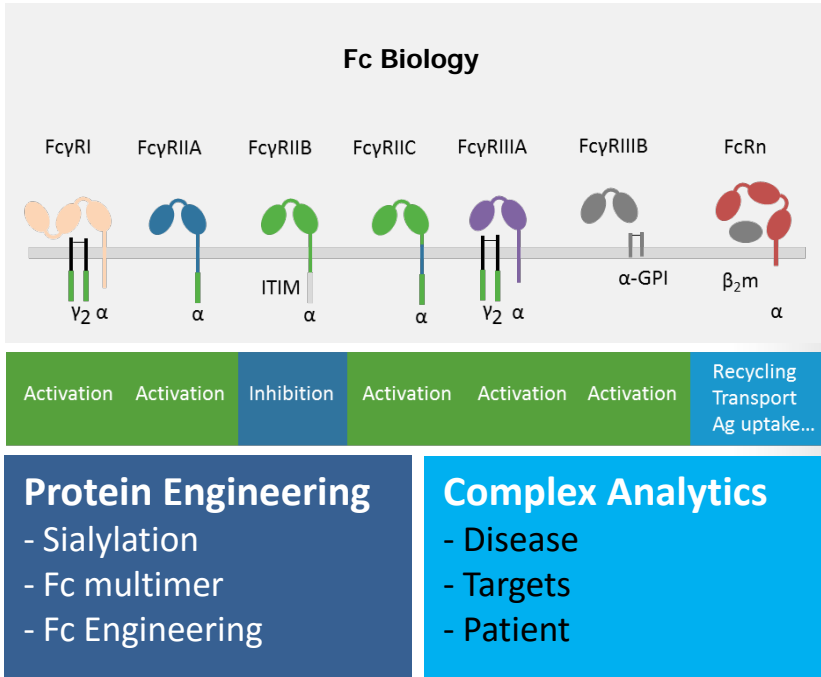 Fc Biology
FcγRI FcγRIIA FcγRIIB FcγRIIC FcγRIIIA FcγRIIIB FcRn
ITIM α-GPI β₂m
γ₂ α α α α γ₂ α α
Activation Activation Inhibition Activation Activation Activation Recycling
Transport
Ag uptake...
Protein Engineering
- Sialylation
- Fc multimer
- Fc Engineering
Complex Analytics
- Disease
- Targets
- Patient